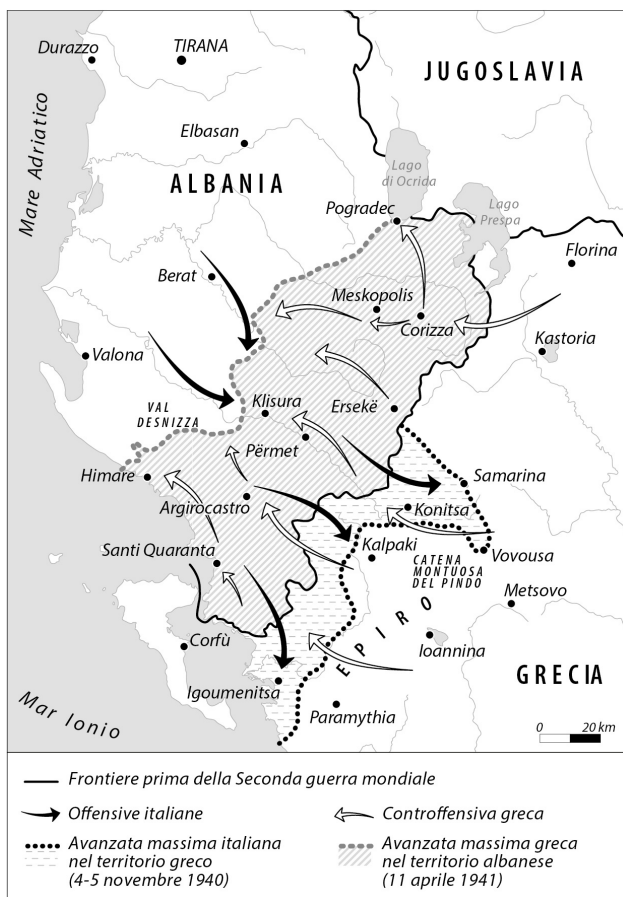 Durazzo
TIRANA
JUGOSLAVIA
Mare Adriatico
Elbasan
Lago
di Ocrida
ALBANIA
Pogradec
Lago
di Prespa
Florina
Berat
Meskopolis
Corizza
Kastoria
Valona
VAL
DESNIZZA
Klisura
Ersekë
Përmet
Himare
Samarina
Argirocastro
Konitsa
Santi Quaranta
Kalpaki
Vovousa
CATENA
MONTUOSA
DEL PINDO
Metsovo
Corfù
EPIRO
Ioannina
GRECIA
Igoumenitsa
Mar Ionio
Paramythia
0 20 km
Frontiere prima della Seconda guerra mondiale
Offensive italiane
Controffensiva greca
Avanzata massima italiana
nel territorio greco
(4-5 novembre 1940)
Avanzata massima greca
nel territorio albanese
(11 aprile 1941)